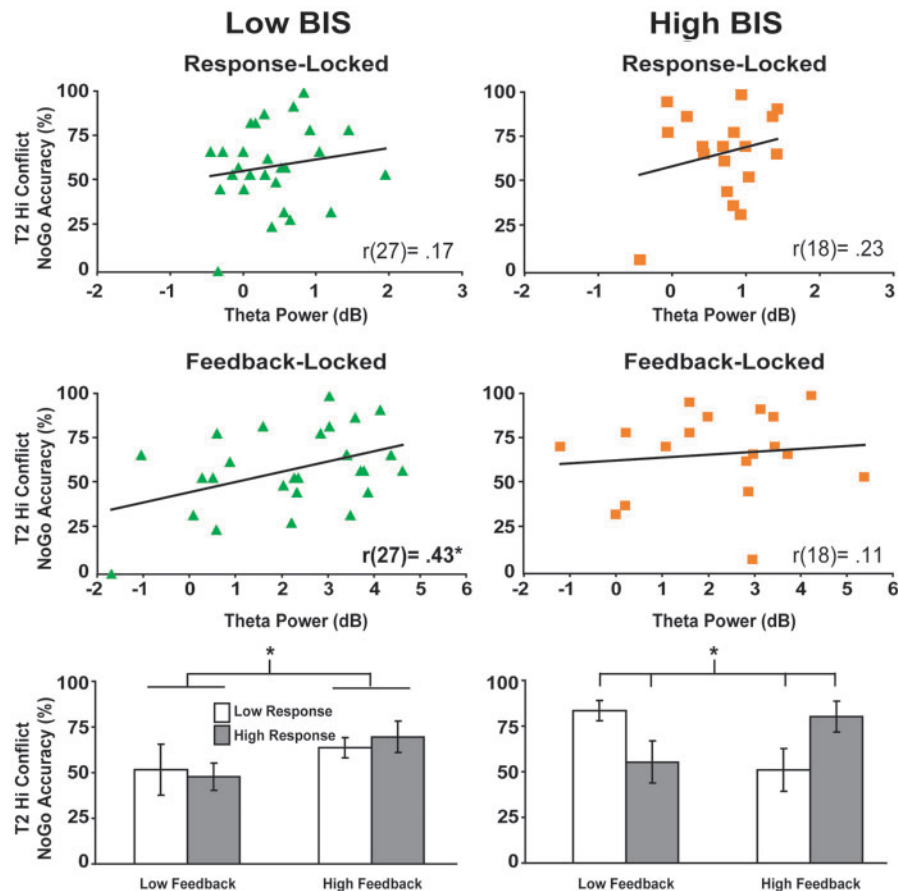 Low BIS
High BIS
Response-Locked
Response-Locked
T2 Hi Conflict
NoGo Accuracy (%)
100
75
50
25
0
r(27)= .17
-2 -1 0 1 2 3
Theta Power (dB)
100
75
50
25
0
r(18)= .23
-2 -1 0 1 2 3
Theta Power (dB)
Feedback-Locked
Feedback-Locked
T2 Hi Conflict
NoGo Accuracy (%)
100
75
50
25
0
r(27)= .43*
-2 -1 0 1 2 3 4 5 6
Theta Power (dB)
100
75
50
25
0
r(18)= .11
-2 -1 0 1 2 3 4 5 6
Theta Power (dB)
T2 Hi Conflict
NoGo Accuracy (%)
100
75
50
25
0
*
Low Response
High Response
Low Feedback High Feedback
100
75
50
25
0
*
Low Feedback High Feedback